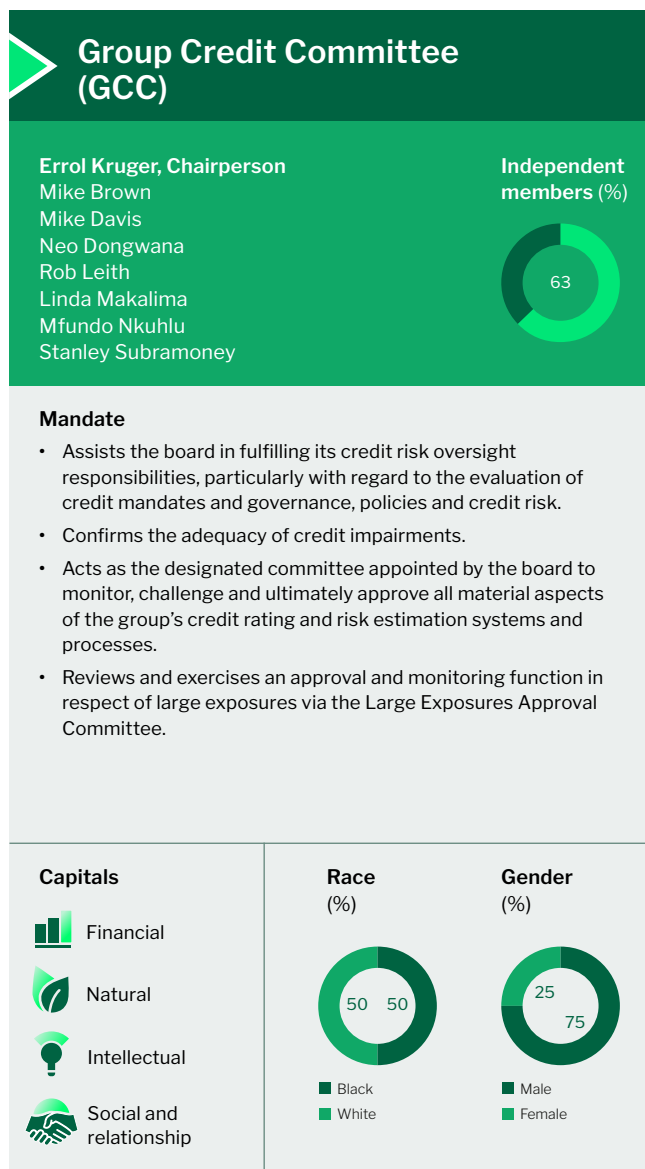 Group Credit Committee
(GCC)
Errol Kruger, Chairperson
Mike Brown
Mike Davis
Neo Dongwana
Rob Leith
Linda Makalima
Mfundo Nkuhlu
Stanley Subramoney
Independent
members (%)
63
Mandate
• Assists the board in fulfilling its credit risk oversight
responsibilities, particularly with regard to the evaluation of
credit mandates and governance, policies and credit risk.
• Confirms the adequacy of credit impairments.
• Acts as the designated committee appointed by the board to
monitor, challenge and ultimately approve all material aspects
of the group’s credit rating and risk estimation systems and
processes.
• Reviews and exercises an approval and monitoring function in
respect of large exposures via the Large Exposures Approval
Committee.
Capitals
Financial
Natural
Intellectual
Social and
relationship
Race
(%)
50 50
Black
White
Gender
(%)
25
75
Male
Female